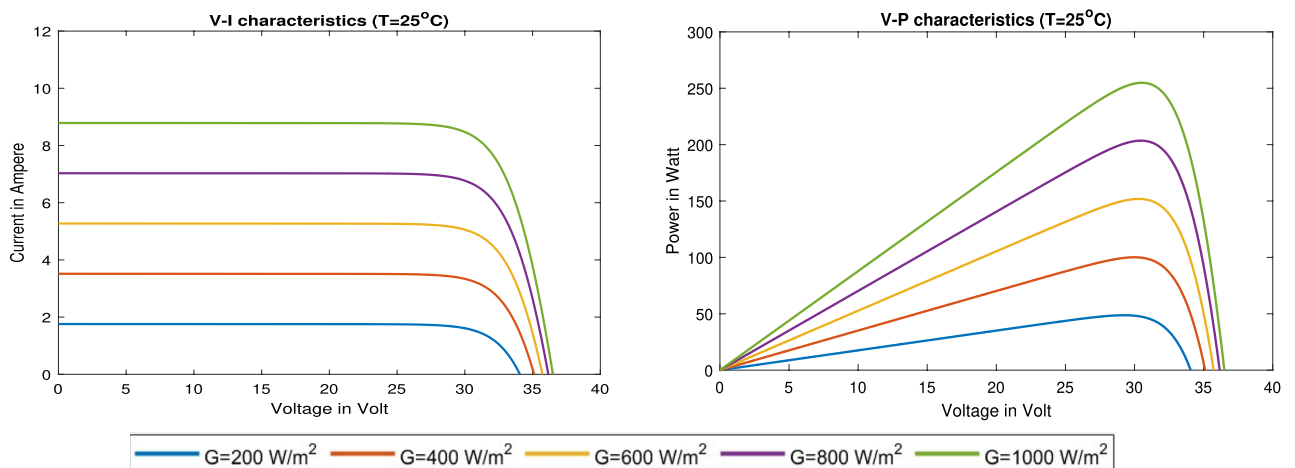 V-I characteristics (T=25°C)
12
10
8
6
4
2
0
Current in Ampere
0 5 10 15 20 25 30 35 40
Voltage in Volt
V-P characteristics (T=25°C)
300
250
200
150
100
50
0
Power in Watt
0 5 10 15 20 25 30 35 40
Voltage in Volt
G=200 W/m² G=400 W/m² G=600 W/m² G=800 W/m² G=1000 W/m²